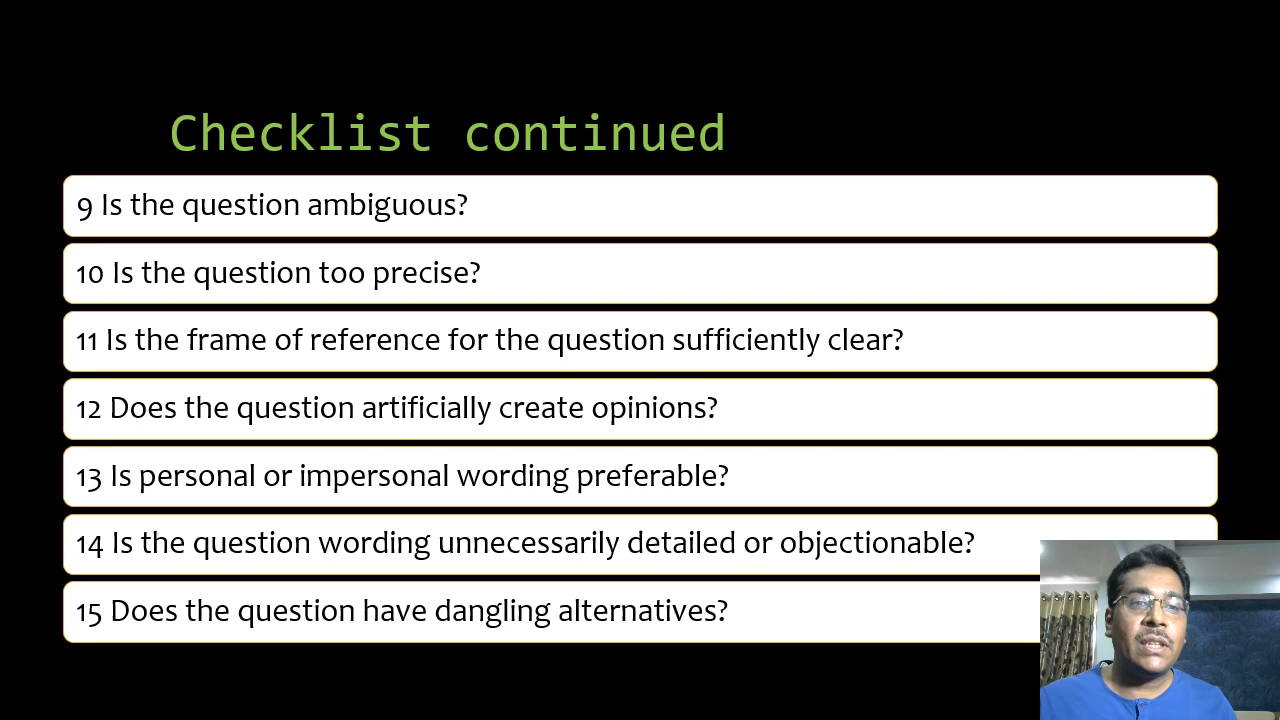 Checklist continued
9 Is the question ambiguous?
10 Is the question too precise?
11 Is the frame of reference for the question sufficiently clear?
12 Does the question artificially create opinions?
13 Is personal or impersonal wording preferable?
14 Is the question wording unnecessarily detailed or objectionable?
15 Does the question have dangling alternatives?